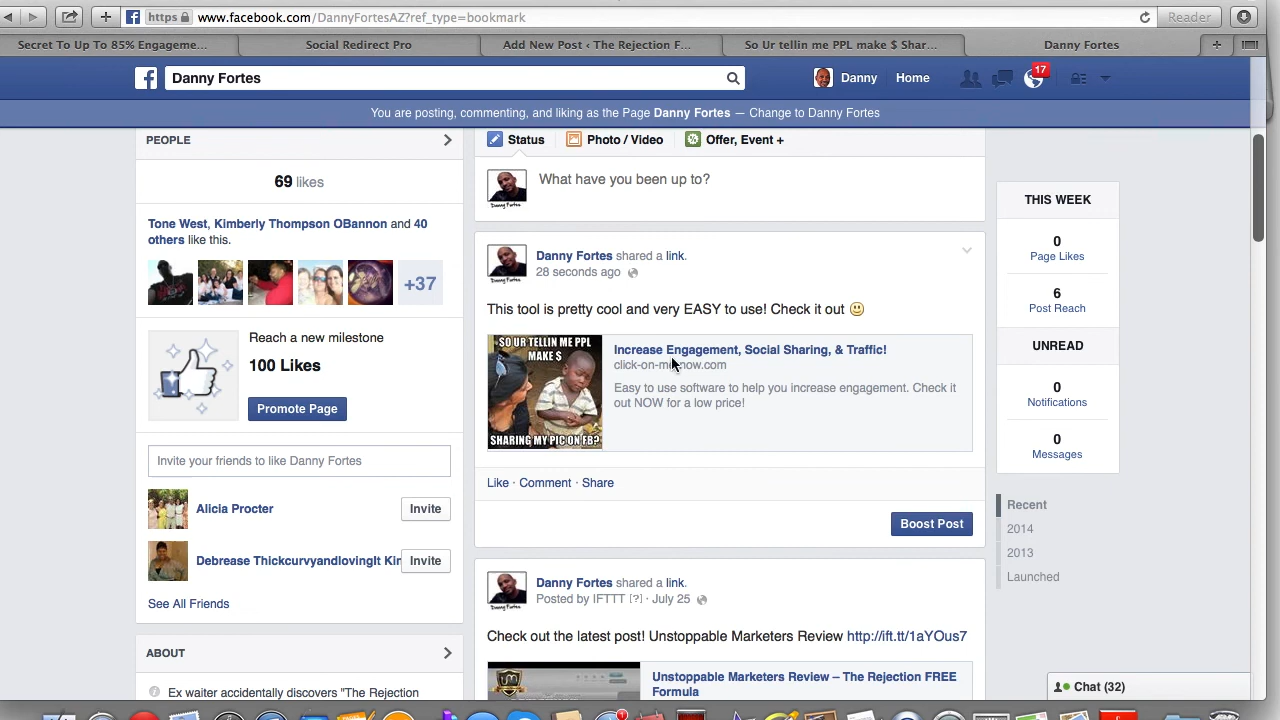 https www.facebook.com/DannyFortesAZ?ref_type=bookmark
Reader
Secret To Up To 85% Engageme...
Social Redirect Pro
Add New Post ‹ The Rejection F...
So Ur tellin me PPL make $ Shar...
Danny Fortes
Danny Fortes
Danny Home
17
You are posting, commenting, and liking as the Page Danny Fortes — Change to Danny Fortes
PEOPLE
69 likes
Tone West, Kimberly Thompson OBannon and 40
others like this.
+37
Reach a new milestone
100 Likes
Promote Page
Invite your friends to like Danny Fortes
Alicia Procter
Invite
Debrease ThickcurvyandlovingIt Kin
Invite
See All Friends
ABOUT
Ex waiter accidentally discovers "The Rejection
Status
Photo / Video
Offer, Event +
What have you been up to?
Danny Fortes
Danny Fortes shared a link.
28 seconds ago
This tool is pretty cool and very EASY to use! Check it out
SO UR TELLIN ME PPL
MAKE $
SHARING MY PIC ON FB?
Increase Engagement, Social Sharing, & Traffic!
click-on-me-now.com
Easy to use software to help you increase engagement. Check it
out NOW for a low price!
Like · Comment · Share
Boost Post
Danny Fortes shared a link.
Posted by IFTTT [?] · July 25
Check out the latest post! Unstoppable Marketers Review http://ift.tt/1aYOus7
Unstoppable Marketers Review – The Rejection FREE
Formula
THIS WEEK
0
Page Likes
6
Post Reach
UNREAD
0
Notifications
0
Messages
Recent
2014
2013
Launched
Chat (32)